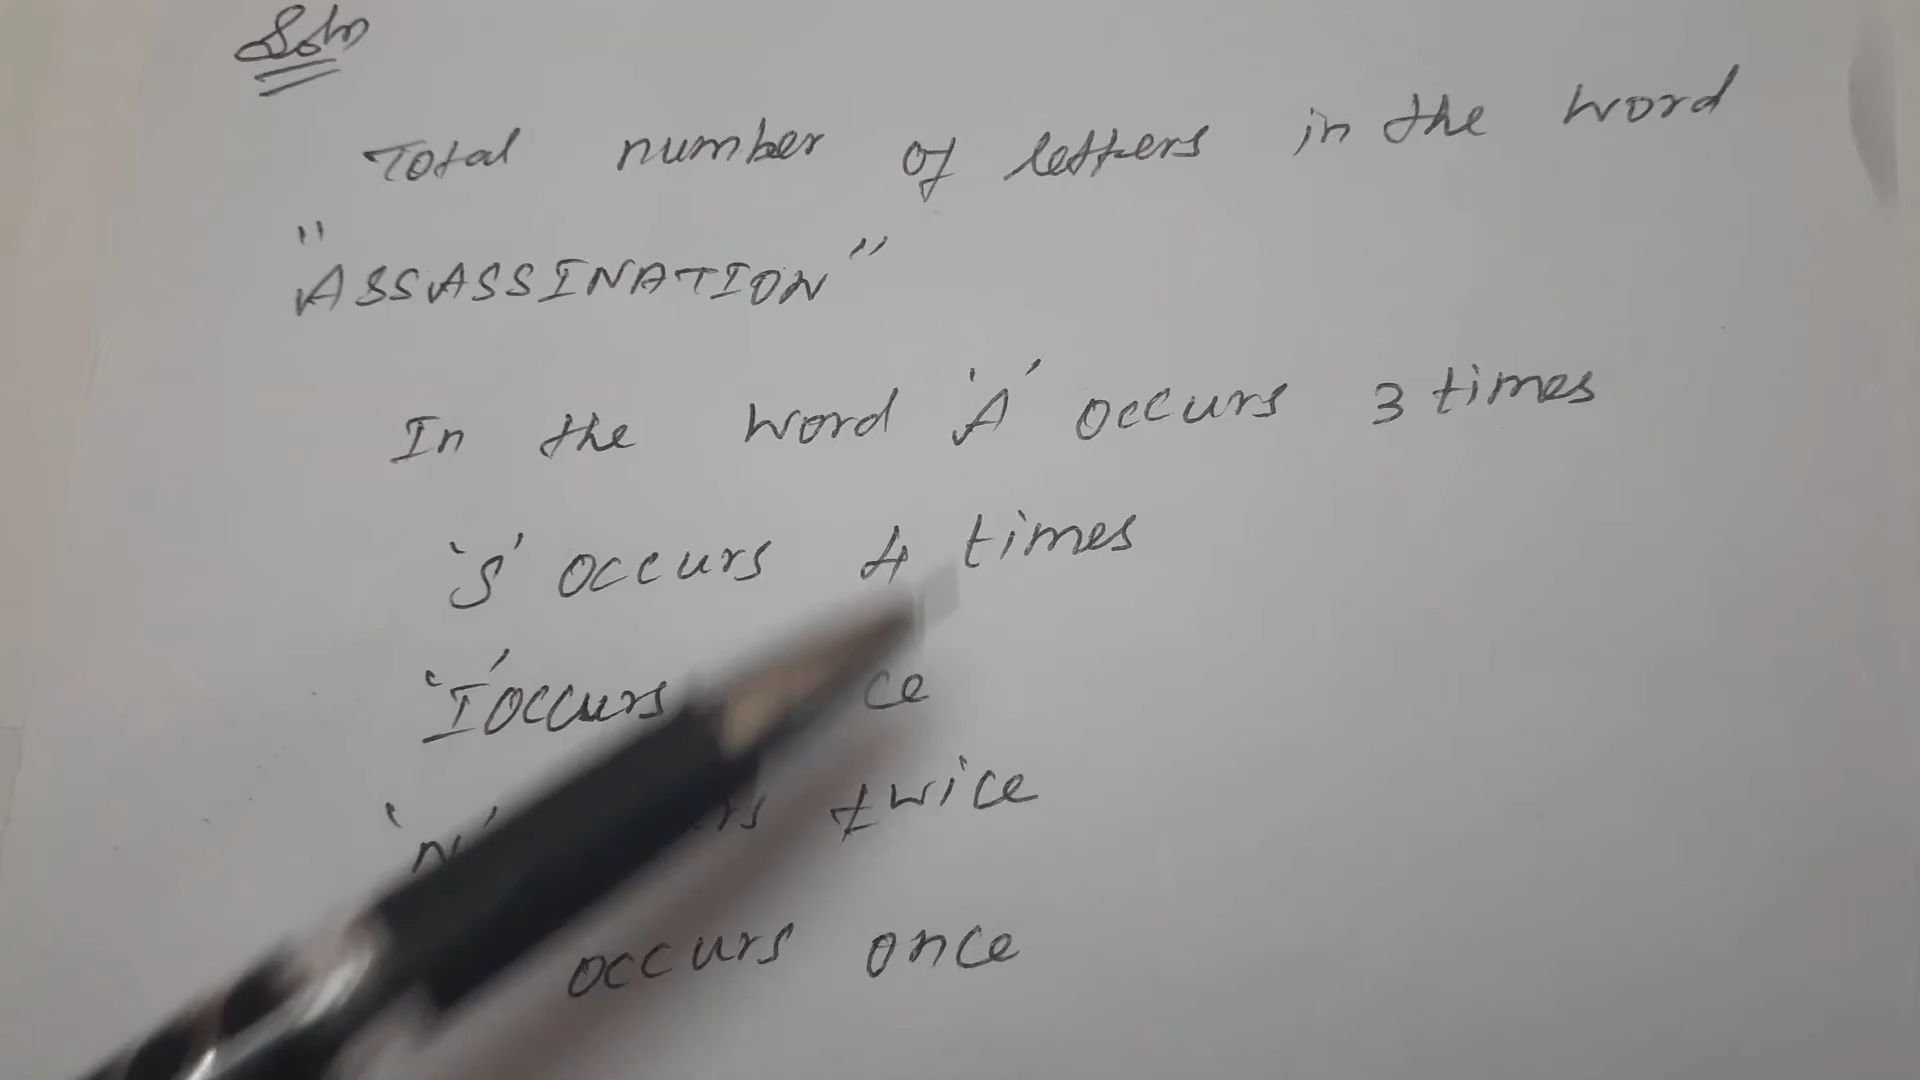 Soln
Total number of letters in the word
"ASSASSINATION"
In the word 'A' occurs 3 times
'S' occurs 4 times
'I' occurs
'N' twice
occurs once